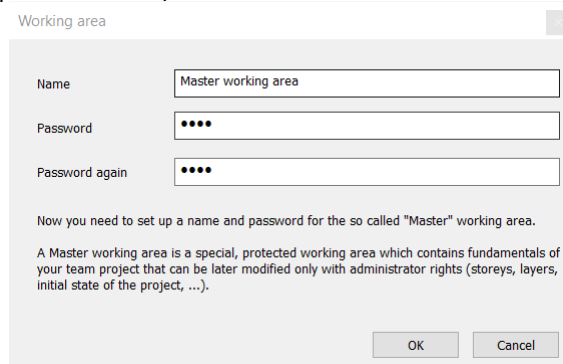 Working area
Name
Master working area
Password
••••
Password again
••••
Now you need to set up a name and password for the so called "Master" working area.
A Master working area is a special, protected working area which contains fundamentals of
your team project that can be later modified only with administrator rights (storeys, layers,
initial state of the project, ...).
OK
Cancel